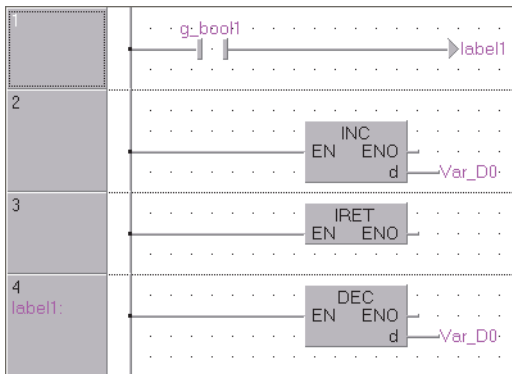 1
g_bool1
label1
2
INC
EN ENO
d Var_D0
3
IRET
EN ENO
4
label1:
DEC
EN ENO
d Var_D0